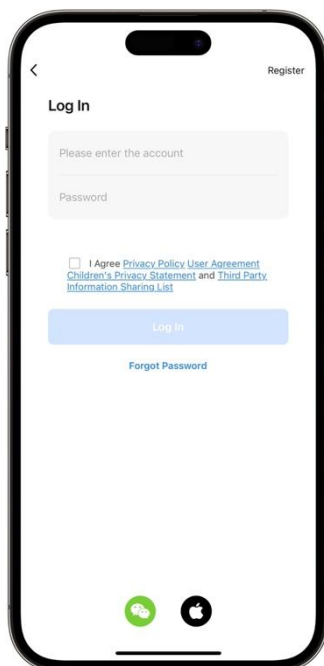 Register
Log In
Please enter the account
Password
I Agree Privacy Policy User Agreement
Children's Privacy Statement and Third Party
Information Sharing List
Log In
Forgot Password